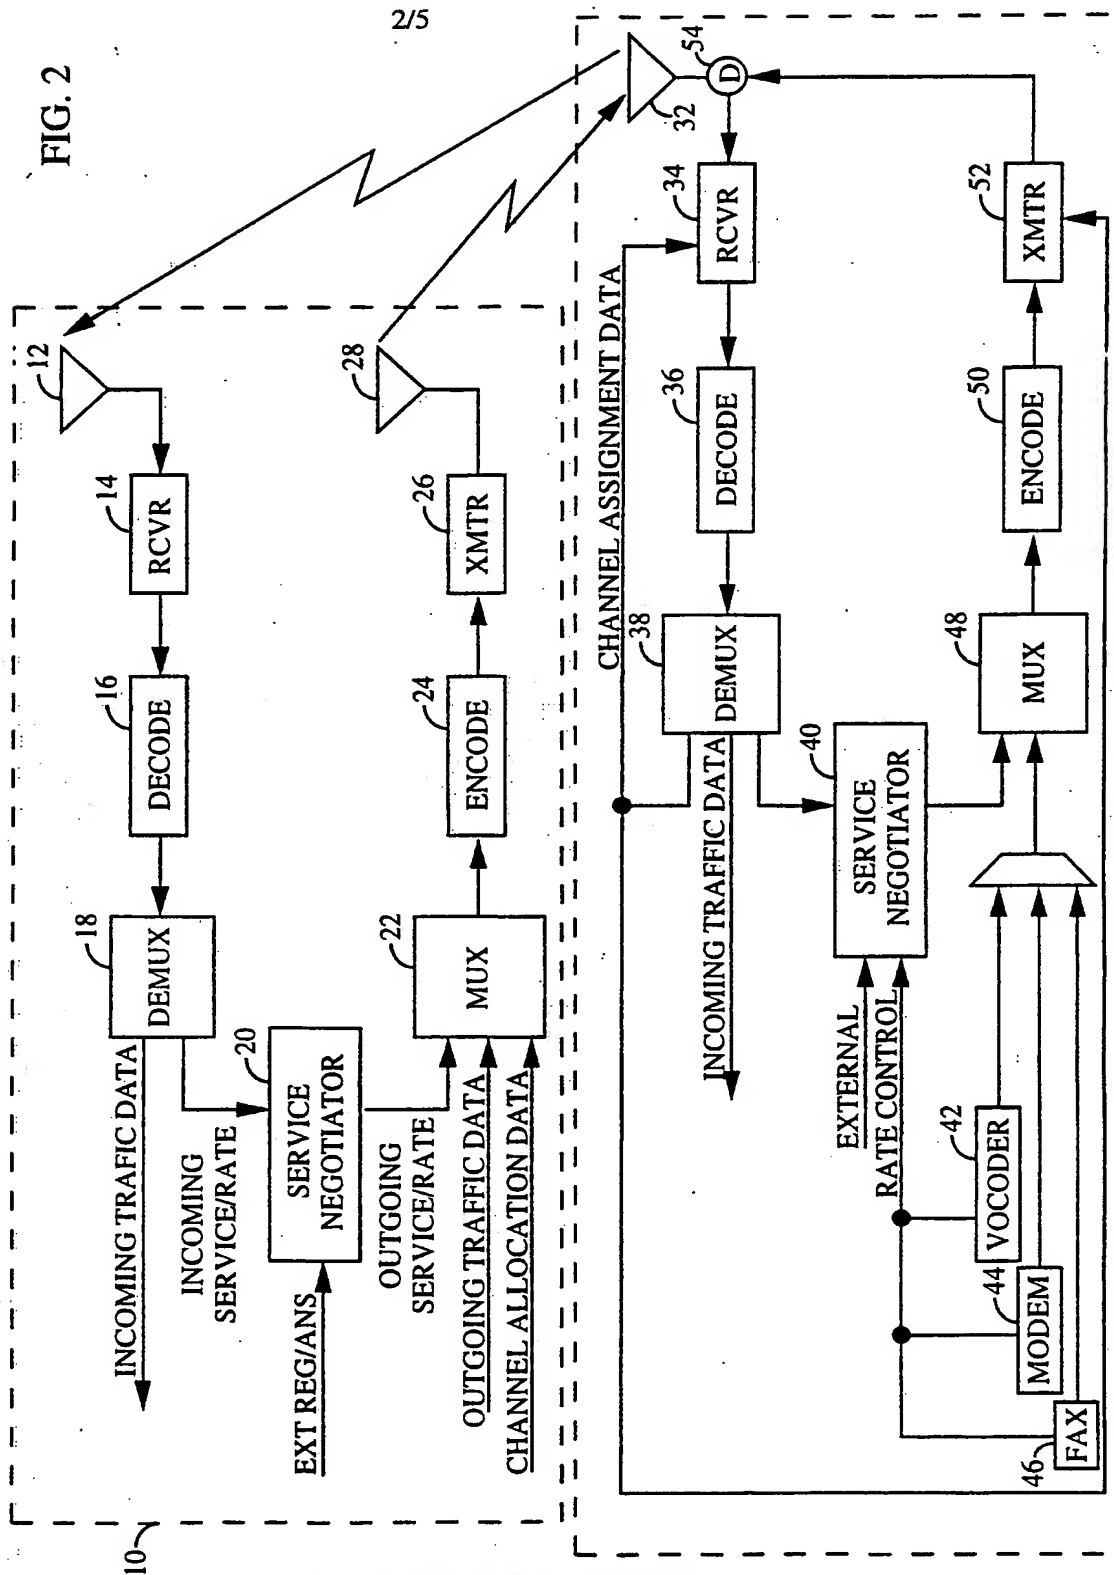 2/5
FIG. 2
10
12
RCVR
14
DECODE
16
DEMUX
18
INCOMING TRAFFIC DATA
INCOMING
SERVICE/RATE
SERVICE
NEGOTIATOR
20
EXT REG/ANS
OUTGOING
SERVICE/RATE
OUTGOING TRAFFIC DATA
CHANNEL ALLOCATION DATA
MUX
22
ENCODE
24
XMTR
26
28
CHANNEL ASSIGNMENT DATA
32
54
D
RCVR
34
DECODE
36
DEMUX
38
INCOMING TRAFFIC DATA
SERVICE
NEGOTIATOR
40
EXTERNAL
RATE CONTROL
VOCODER
42
MODEM
44
FAX
46
MUX
48
ENCODE
50
XMTR
52